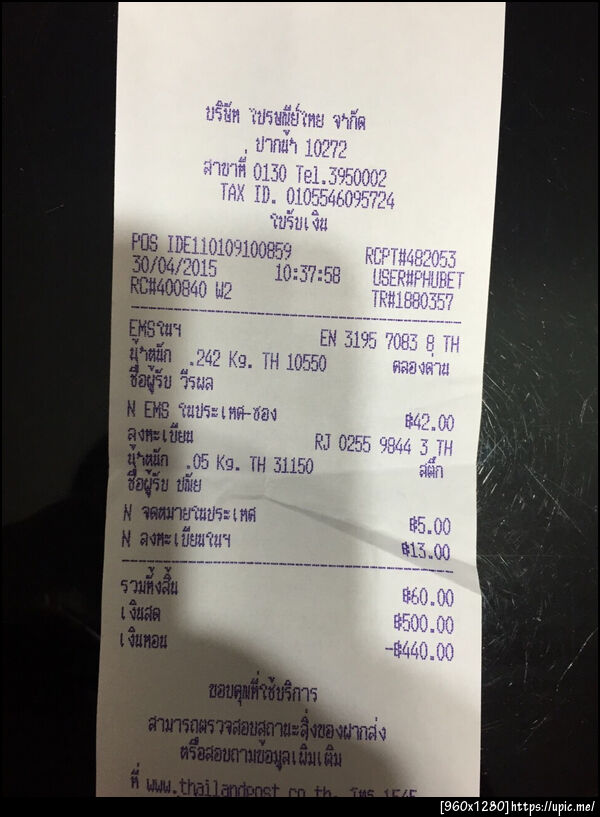 บริษัท ไปรษณีย์ไทย จำกัด
ปากน้ำ 10272
สาขาที่ 0130 Tel.3950002
TAX ID. 0105546095724
ใบรับเงิน
POS IDE110109100859 RCPT#482053
30/04/2015 10:37:58 USER#PHUBET
RC#400840 W2 TR#1880357
EMSในฯ EN 3195 7083 8 TH
น้ำหนัก .242 Kg. TH 10550 คลองด่าน
ชื่อผู้รับ วีรผล
N EMS ในประเทศ-ซอง ฿42.00
ลงทะเบียน RJ 0255 9844 3 TH
น้ำหนัก .05 Kg. TH 31150 สตึก
ชื่อผู้รับ ปณัย
N จดหมายในประเทศ ฿5.00
N ลงทะเบียนในฯ ฿13.00
รวมทั้งสิ้น ฿60.00
เงินสด ฿500.00
เงินทอน -฿440.00
ขอบคุณที่ใช้บริการ
สามารถตรวจสอบสถานะสิ่งของฝากส่ง
หรือสอบถามข้อมูลเพิ่มเติม
ที่ www.thailandpost.co.th. โทร 1545
[960x1280]https://upic.me/